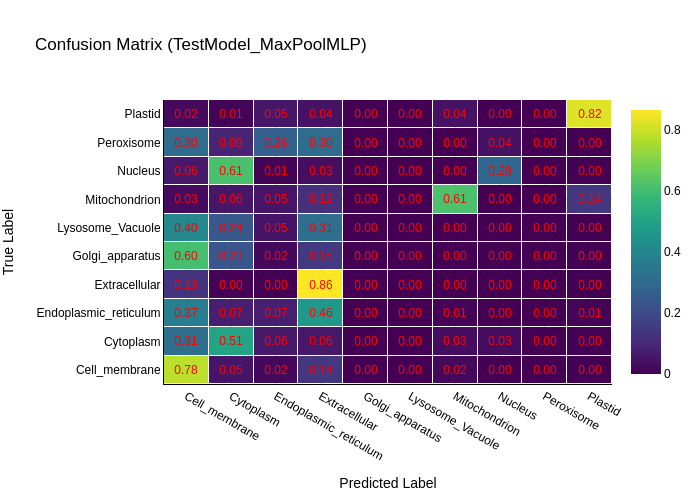 Confusion Matrix (TestModel_MaxPoolMLP)
Plastid 0.02 0.01 0.05 0.04 0.00 0.00 0.04 0.00 0.00 0.82
Peroxisome 0.30 0.09 0.26 0.30 0.00 0.00 0.00 0.04 0.00 0.00
Nucleus 0.06 0.61 0.01 0.03 0.00 0.00 0.00 0.29 0.00 0.00
Mitochondrion 0.03 0.06 0.05 0.12 0.00 0.00 0.61 0.00 0.00 0.14
Lysosome_Vacuole 0.40 0.24 0.05 0.31 0.00 0.00 0.00 0.00 0.00 0.00
Golgi_apparatus 0.60 0.23 0.02 0.15 0.00 0.00 0.00 0.00 0.00 0.00
Extracellular 0.13 0.00 0.00 0.86 0.00 0.00 0.00 0.00 0.00 0.00
Endoplasmic_reticulum 0.37 0.07 0.07 0.46 0.00 0.00 0.01 0.00 0.00 0.01
Cytoplasm 0.31 0.51 0.06 0.06 0.00 0.00 0.03 0.03 0.00 0.00
Cell_membrane 0.78 0.05 0.02 0.14 0.00 0.00 0.02 0.00 0.00 0.00
True Label
Cell_membrane
Cytoplasm
Endoplasmic_reticulum
Extracellular
Golgi_apparatus
Lysosome_Vacuole
Mitochondrion
Nucleus
Peroxisome
Plastid
Predicted Label
0.8
0.6
0.4
0.2
0